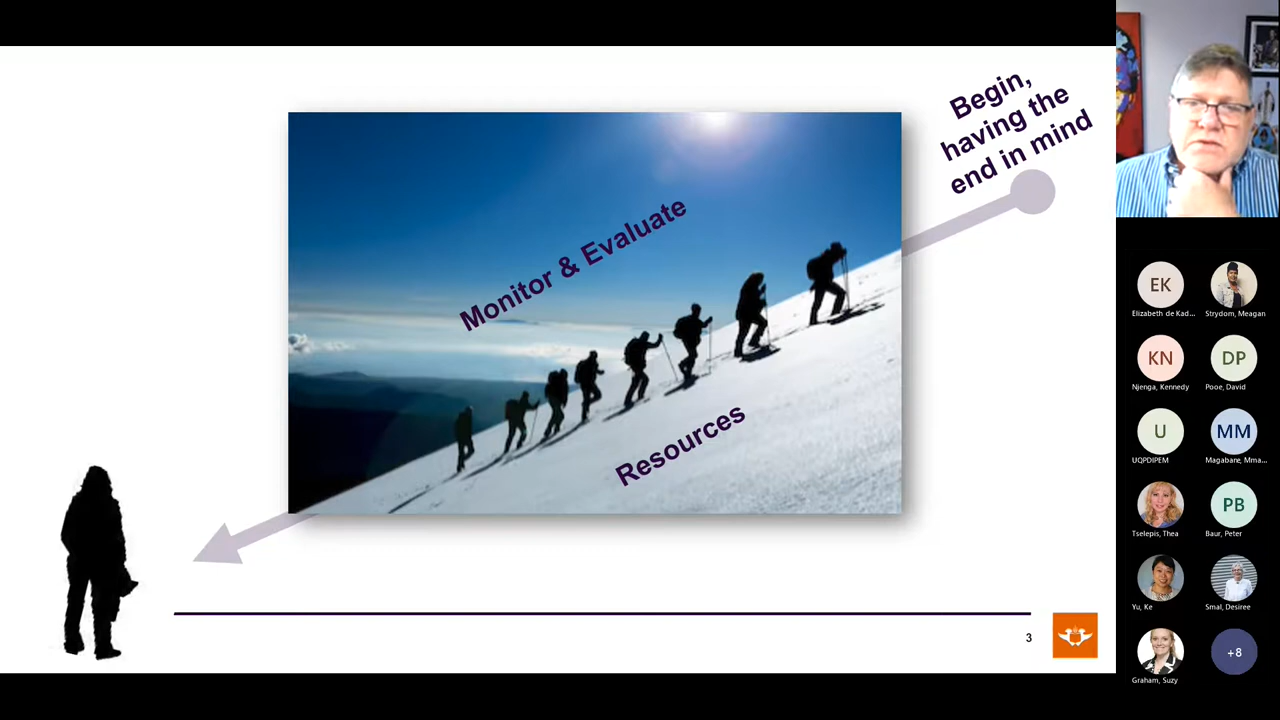 Begin,
having the
end in mind
Monitor & Evaluate
Resources
3
EK
Elizabeth de Kad...
Strydom, Meagan
KN
Njenga, Kennedy
DP
Pooe, David
U
UQPDIPEM
MM
Magabane, Mma...
Tselepis, Thea
PB
Baur, Peter
Yu, Ke
Smal, Desiree
Graham, Suzy
+8